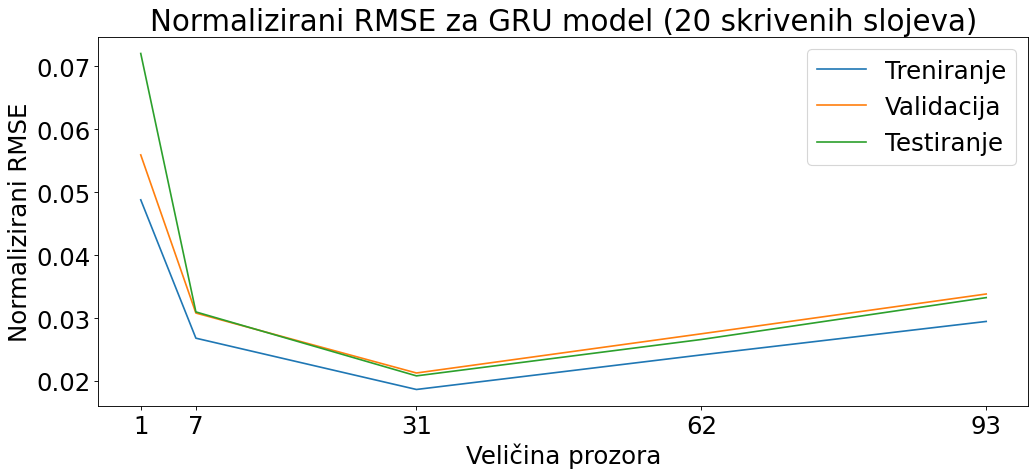 Normalizirani RMSE za GRU model (20 skrivenih slojeva)
Normalizirani RMSE
0.07
0.06
0.05
0.04
0.03
0.02
Treniranje
Validacija
Testiranje
1 7 31 62 93
Veličina prozora